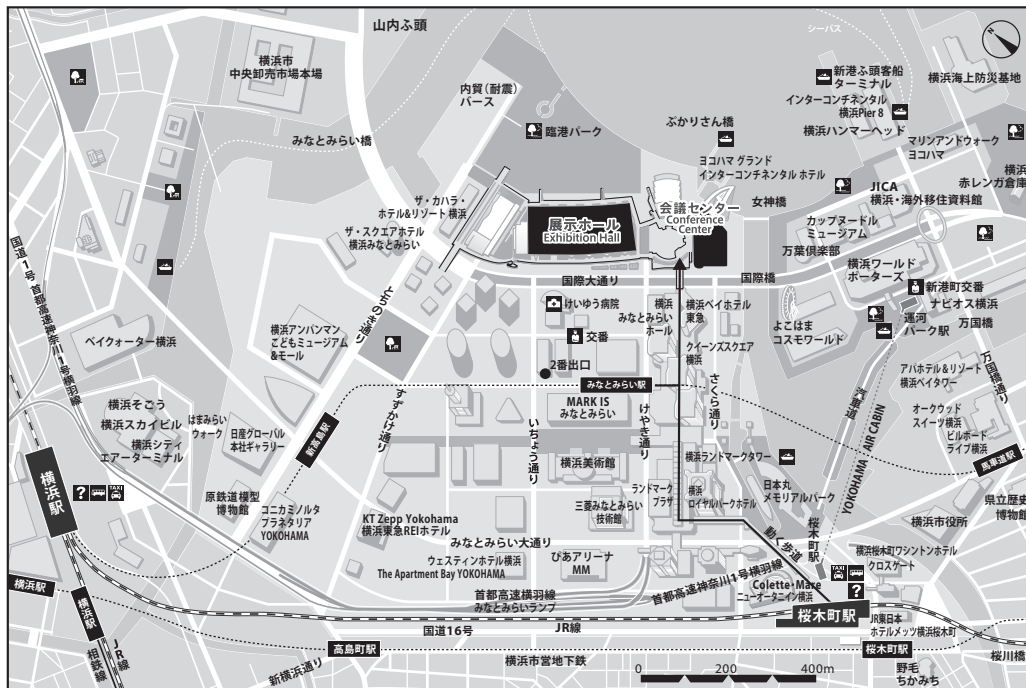 山内ふ頭
シーバス
横浜市
中央卸売市場本場
内貿(耐震)
バース
新港ふ頭客船
ターミナル
インターコンチネンタル
横浜Pier 8
横浜ハンマーヘッド
横浜海上防災基地
みなとみらい橋
臨港パーク
ぷかりさん橋
マリンアンドウォーク
ヨコハマ
ヨコハマ グランド
インターコンチネンタル ホテル
横浜
赤レンガ倉庫
ザ・カハラ・
ホテル&リゾート 横浜
JICA
横浜・海外移住資料館
女神橋
会議センター
Conference
Center
展示ホール
Exhibition Hall
カップヌードル
ミュージアム
ザ・スクエアホテル
横浜みなとみらい
万葉倶楽部
国際大通り
国際橋
横浜ワールド
ポーターズ
国道1号 首都高速神奈川1号横羽線
とちのき通り
けいゆう病院
横浜
みなとみらい
ホール
横浜ベイホテル
東急
新港町交番
ナビオス横浜
運河
パーク駅
万国橋
よこはま
コスモワールド
横浜アンパンマン
こどもミュージアム
&モール
ベイクォーター横浜
交番
クイーンズスクエア
横浜
2番出口
みなとみらい駅
さくら通り
汽車道
アパホテル&リゾート
横浜ベイタワー
万国橋通り
MARK IS
みなとみらい
すずかけ通り
いちょう通り
けやき通り
オークウッド
スイーツ横浜
ビルボード
ライブ横浜
横浜そごう
横浜スカイビル
横浜シティ
エアーターミナル
はまみらい
ウォーク
日産グローバル
本社ギャラリー
新高島駅
横浜美術館
横浜ランドマークタワー
YOKOHAMA AIR CABIN
馬車道駅
横浜駅
?
TAXI
原鉄道模型
博物館
コニカミノルタ
プラネタリア
YOKOHAMA
KT Zepp Yokohama
横浜東急REIホテル
三菱みなとみらい
技術館
ランドマーク
プラザ
横浜
ロイヤルパークホテル
日本丸
メモリアルパーク
県立歴史
博物館
横浜市役所
みなとみらい大通り
桜木町駅
動く歩道
ウェスティンホテル横浜
The Apartment Bay YOKOHAMA
ぴあアリーナ
MM
横浜桜木町ワシントンホテル
クロスゲート
TAXI
?
横浜駅
横浜駅
首都高速横羽線
みなとみらいランプ
首都高速神奈川1号横羽線
Colette・Mare
ニューオータニイン横浜
桜木町駅
JR東日本
ホテルメッツ横浜桜木町
国道16号
JR線
JR線
相鉄線
新横浜通り
高島町駅
横浜市営地下鉄
桜木町駅
桜川橋
野毛
ちかみち
0 200 400m